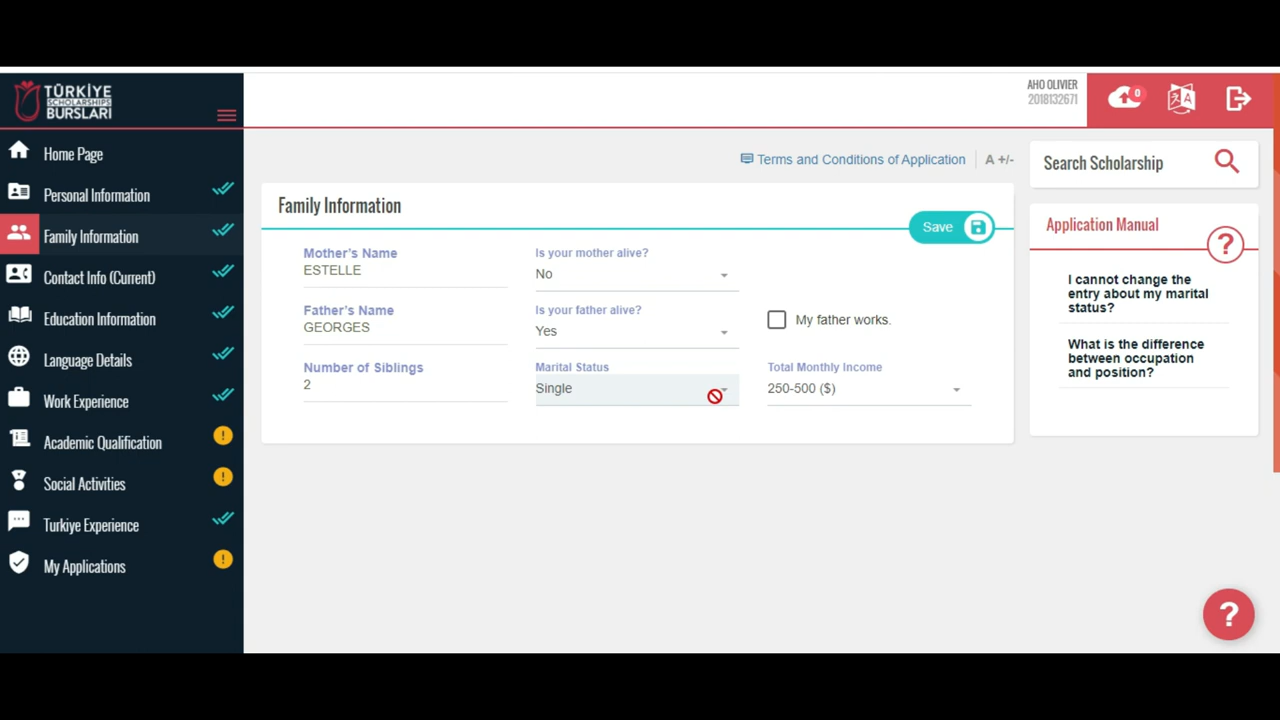 TÜRKİYE
SCHOLARSHIPS
BURSLARI
AHO OLIVIER
2018132671
0
A
Home Page
Personal Information
Family Information
Contact Info (Current)
Education Information
Language Details
Work Experience
Academic Qualification
!
Social Activities
!
Turkiye Experience
My Applications
!
Terms and Conditions of Application
A +/-
Family Information
Save
Mother's Name
ESTELLE
Is your mother alive?
No
Father's Name
GEORGES
Is your father alive?
Yes
My father works.
Number of Siblings
2
Marital Status
Single
Total Monthly Income
250-500 ($)
Search Scholarship
Application Manual
?
I cannot change the
entry about my marital
status?
What is the difference
between occupation
and position?
?